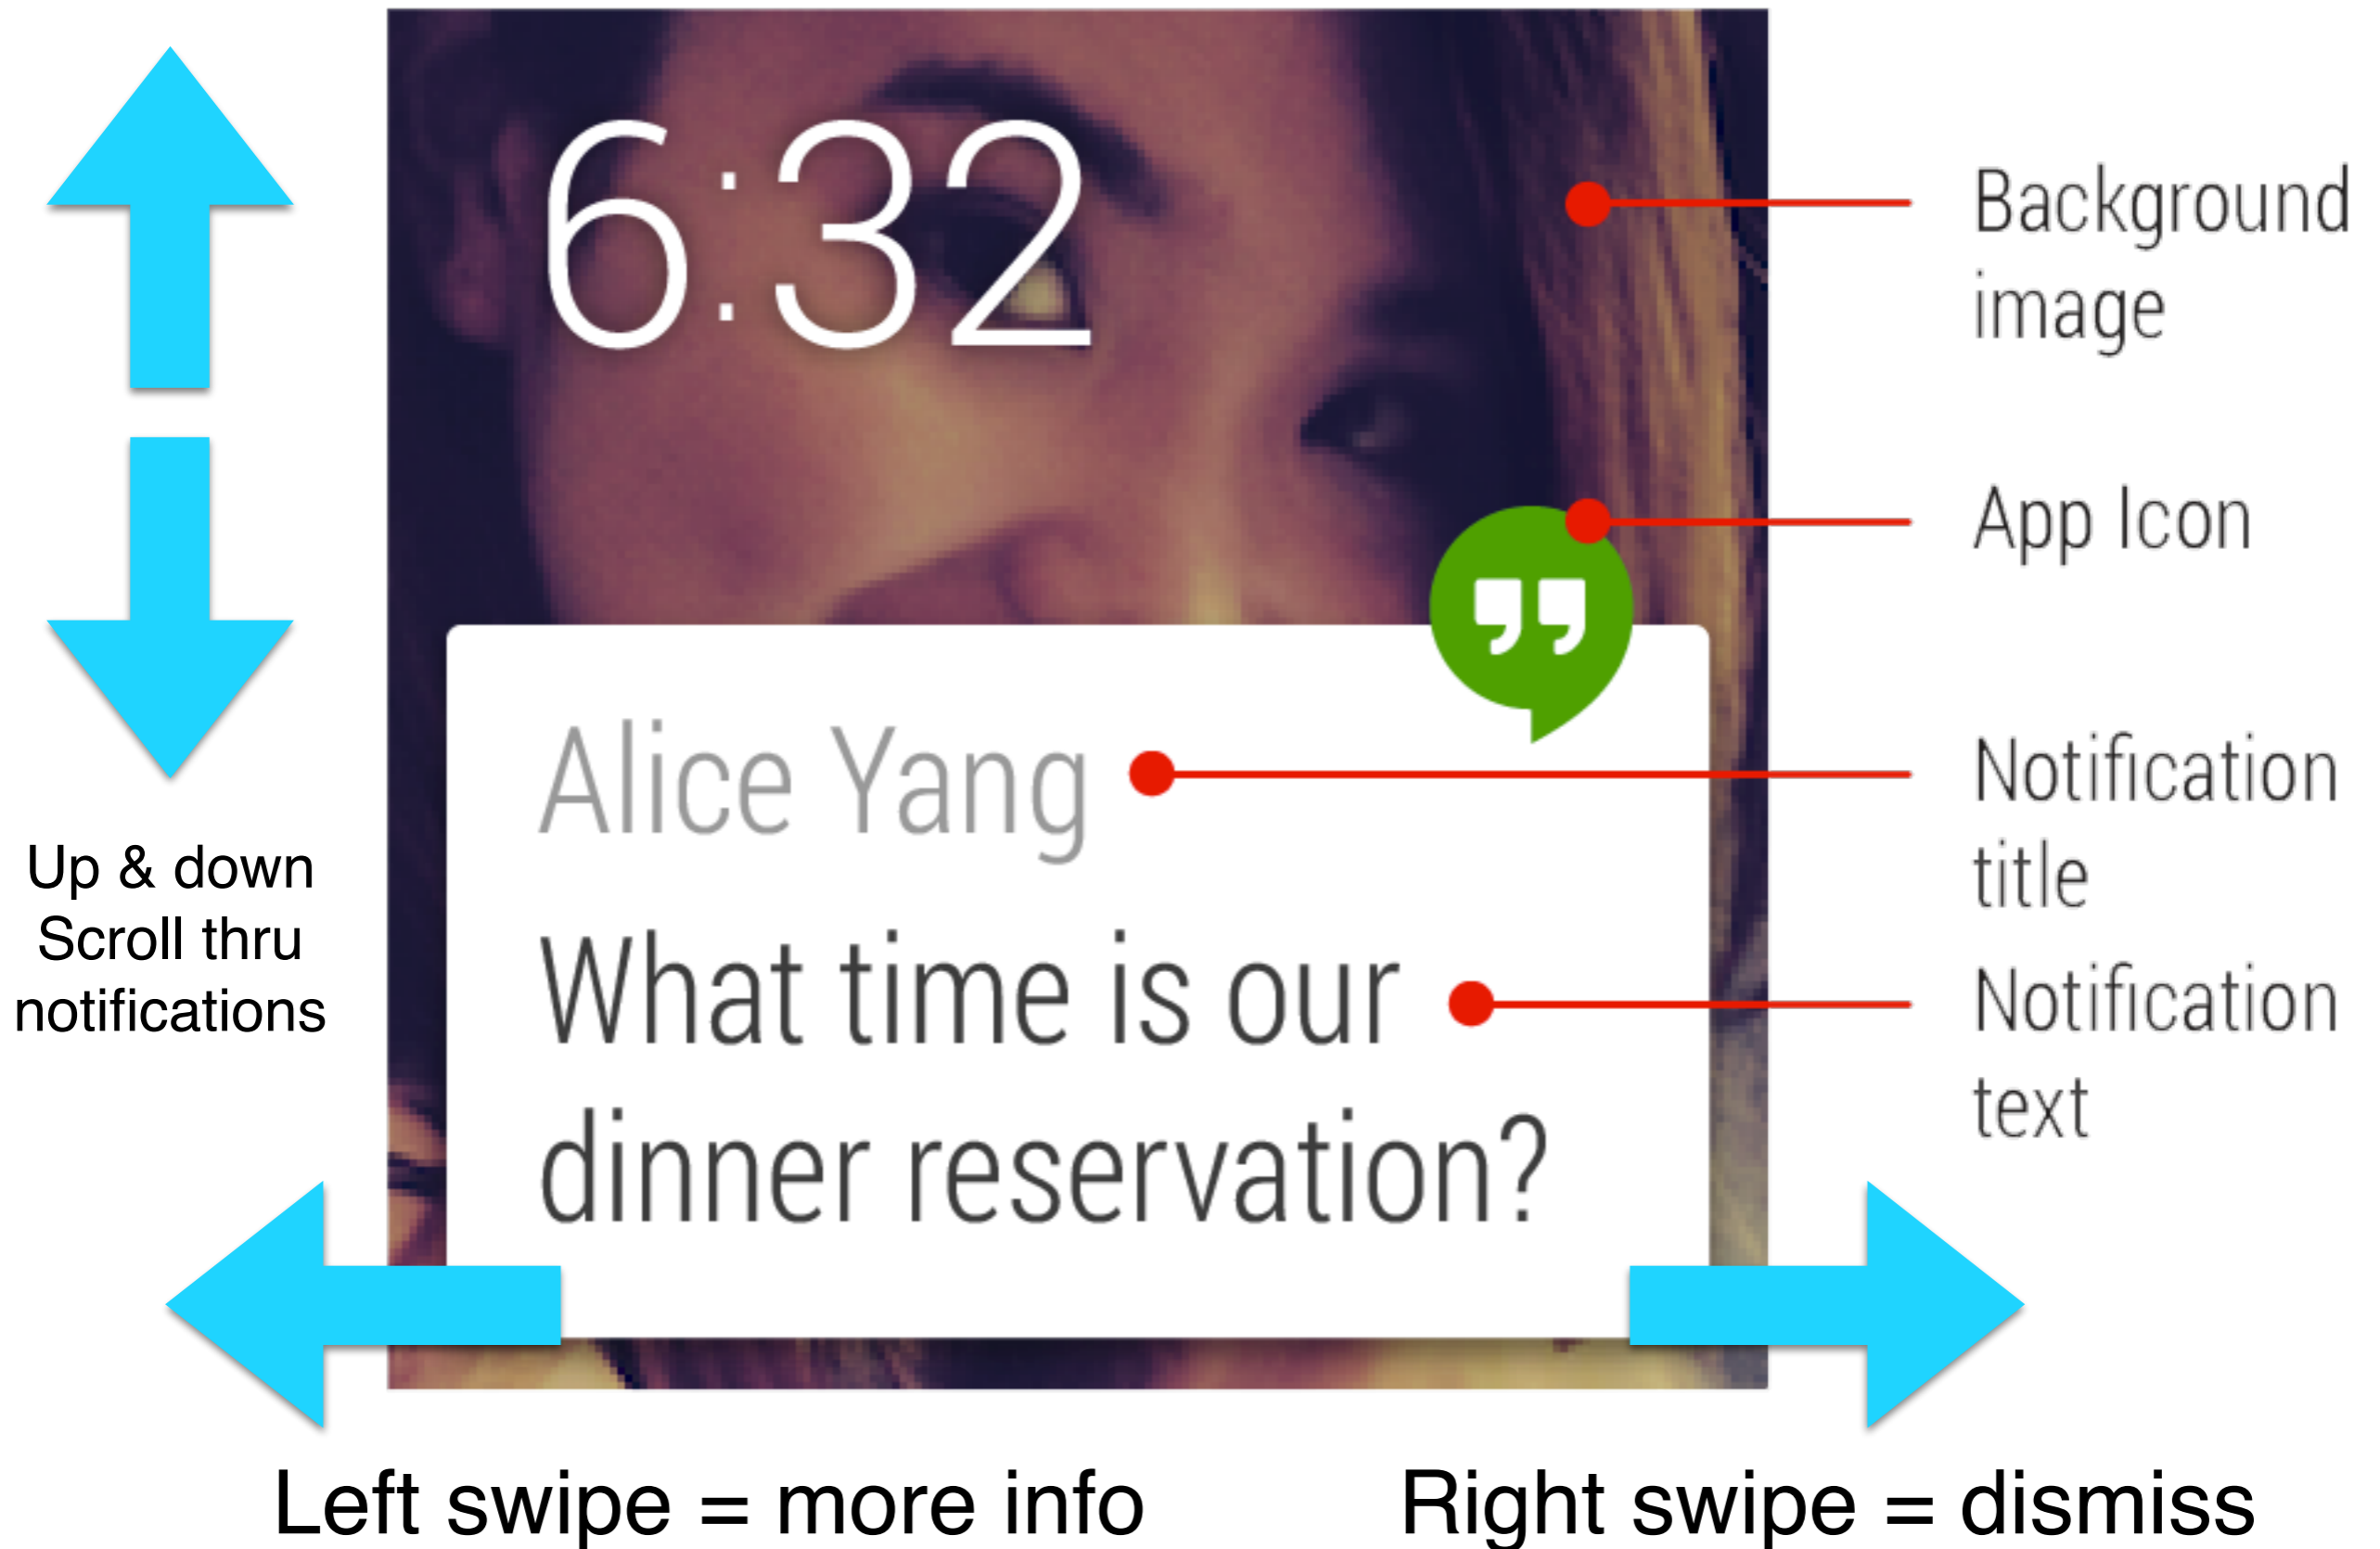 6:32
Background
image
App Icon
Alice Yang
Notification
title
Up & down
Scroll thru
notifications
What time is our
dinner reservation?
Notification
text
Left swipe = more info
Right swipe = dismiss